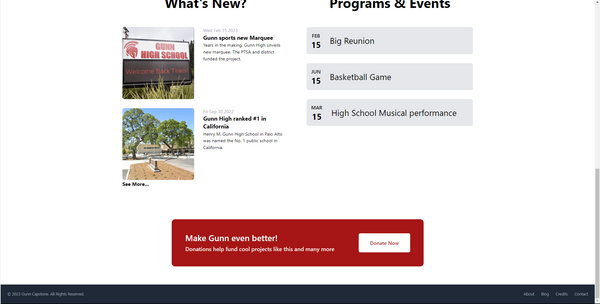 What's New?
Wed Feb 15 2023
Gunn sports new Marquee
Years in the making, Gunn High unveils
new marquee. The PTSA and district
funded the project.
GUNN
HIGH SCHOOL
Welcome Back Titans
Fri Sep 30 2022
Gunn High ranked #1 in
California
Henry M. Gunn High School in Palo Alto
was named the No. 1 public school in
California.
See More...
Programs & Events
FEB
15
Big Reunion
JUN
15
Basketball Game
MAR
15
High School Musical performance
Make Gunn even better!
Donations help fund cool projects like this and many more
Donate Now
© 2023 Gunn Capstone. All Rights Reserved.
About
Blog
Credits
Contact